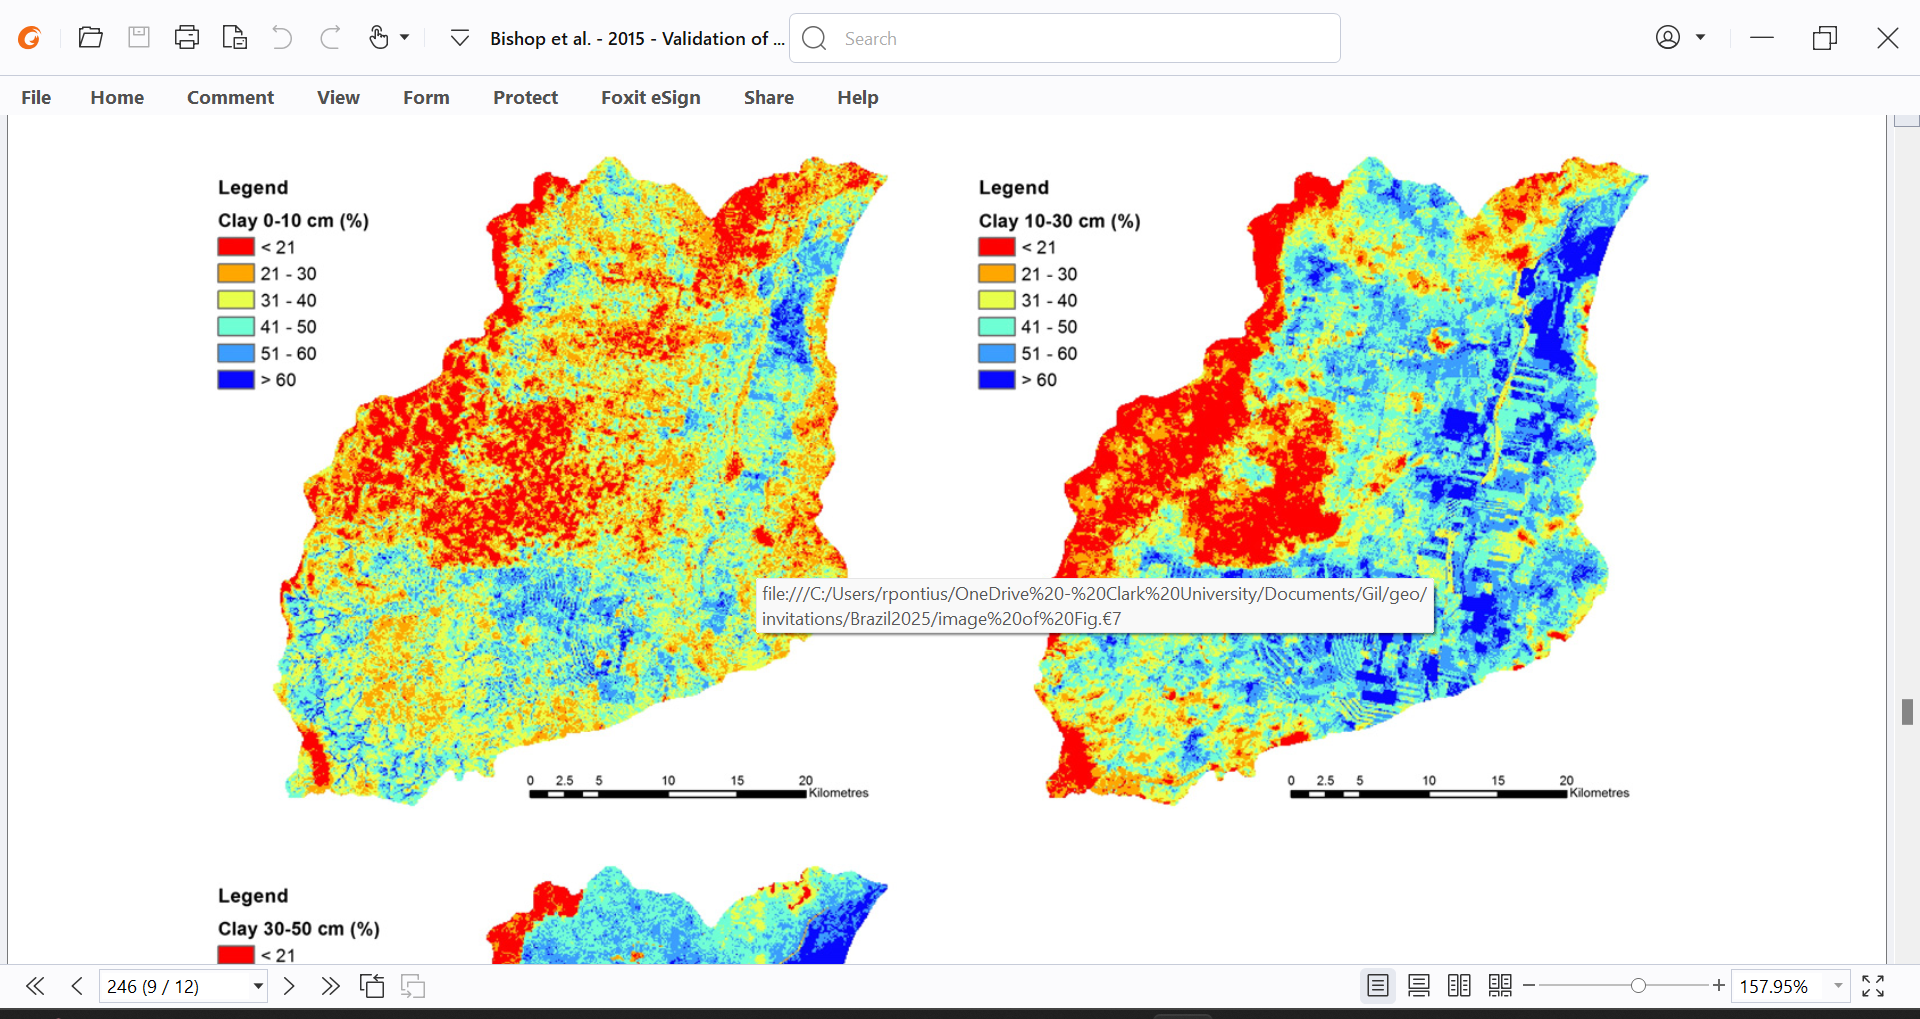 Bishop et al. - 2015 - Validation of ...
Search
File
Home
Comment
View
Form
Protect
Foxit eSign
Share
Help
Legend
Clay 0-10 cm (%)
< 21
21 - 30
31 - 40
41 - 50
51 - 60
> 60
0 2.5 5 10 15 20
Kilometres
Legend
Clay 10-30 cm (%)
< 21
21 - 30
31 - 40
41 - 50
51 - 60
> 60
0 2.5 5 10 15 20
Kilometres
file:///C:/Users/rpontius/OneDrive%20-%20Clark%20University/Documents/Gil/geo/
invitations/Brazil2025/image%20of%20Fig.€7
Legend
Clay 30-50 cm (%)
< 21
246 (9 / 12)
157.95%